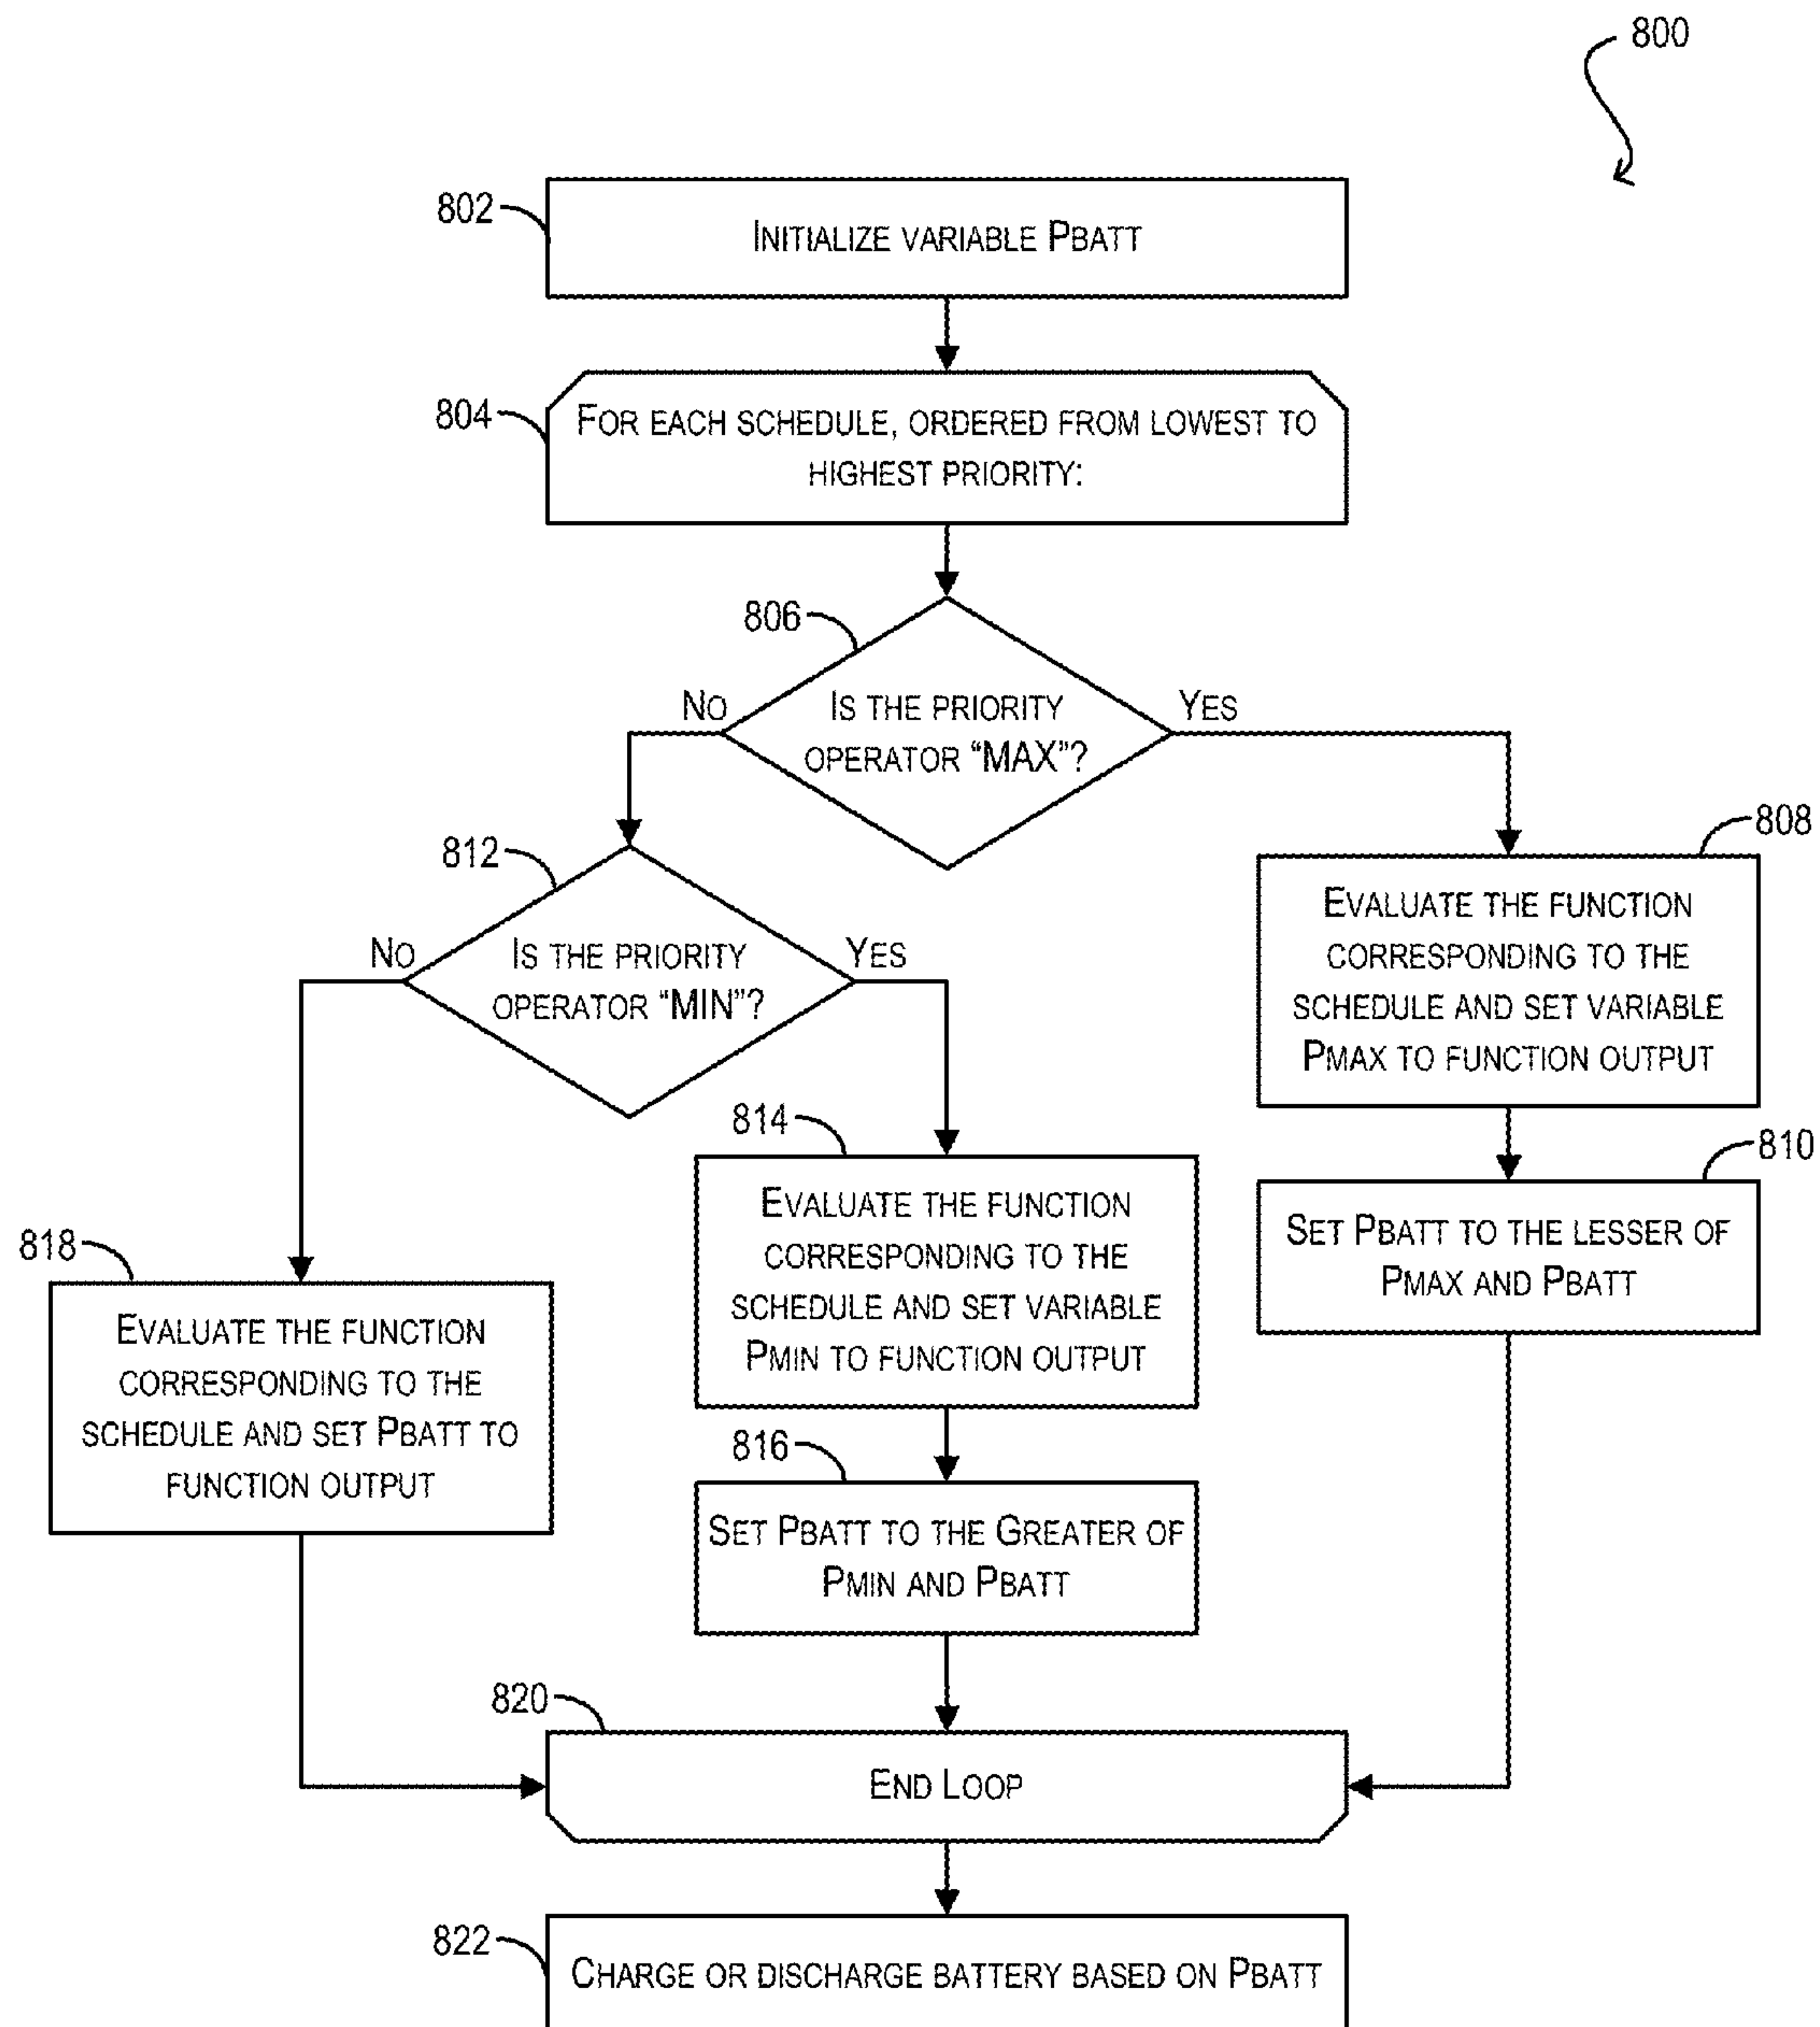 800
802
INITIALIZE VARIABLE PBATT
804
FOR EACH SCHEDULE, ORDERED FROM LOWEST TO
HIGHEST PRIORITY:
806
NO
YES
IS THE PRIORITY
OPERATOR “MAX”?
808
EVALUATE THE FUNCTION
CORRESPONDING TO THE
SCHEDULE AND SET VARIABLE
PMAX TO FUNCTION OUTPUT
810
SET PBATT TO THE LESSER OF
PMAX AND PBATT
812
NO
YES
IS THE PRIORITY
OPERATOR “MIN”?
814
EVALUATE THE FUNCTION
CORRESPONDING TO THE
SCHEDULE AND SET VARIABLE
PMIN TO FUNCTION OUTPUT
816
SET PBATT TO THE GREATER OF
PMIN AND PBATT
818
EVALUATE THE FUNCTION
CORRESPONDING TO THE
SCHEDULE AND SET PBATT TO
FUNCTION OUTPUT
820
END LOOP
822
CHARGE OR DISCHARGE BATTERY BASED ON PBATT